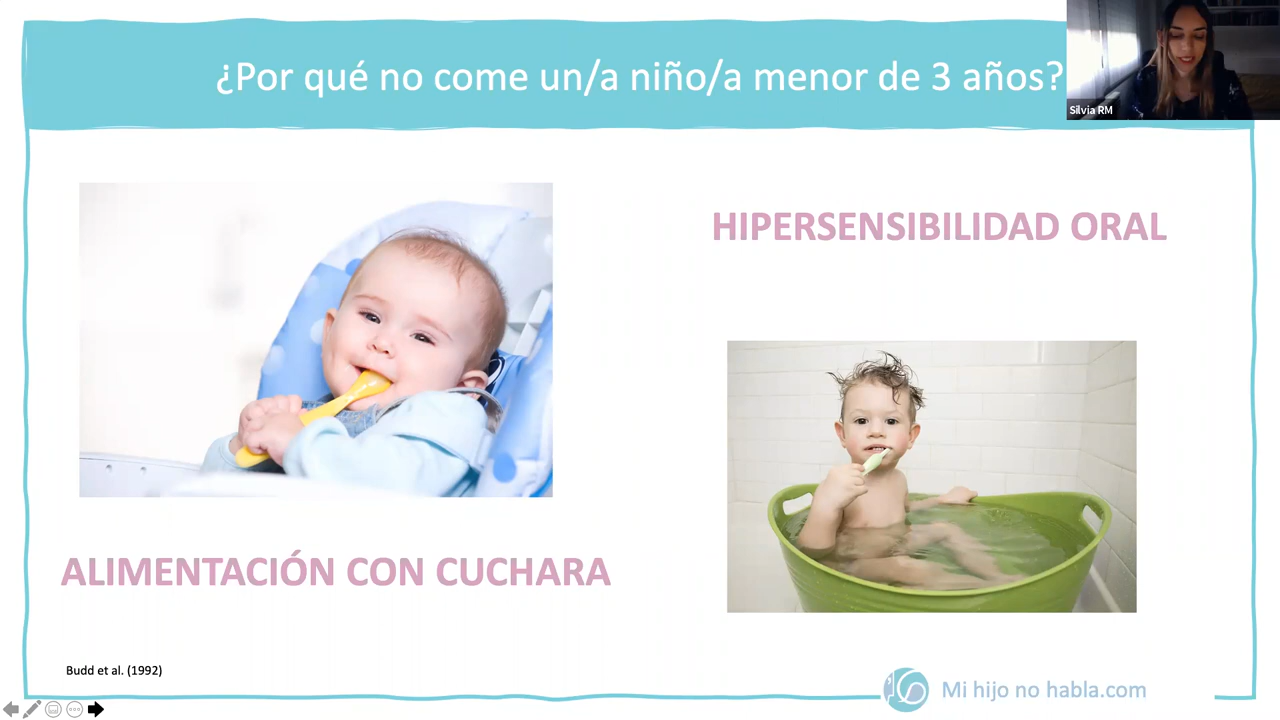 ¿Por qué no come un/a niño/a menor de 3 años?
Silvia RM
HIPERSENSIBILIDAD ORAL
ALIMENTACIÓN CON CUCHARA
Budd et al. (1992)
Mi hijo no habla.com